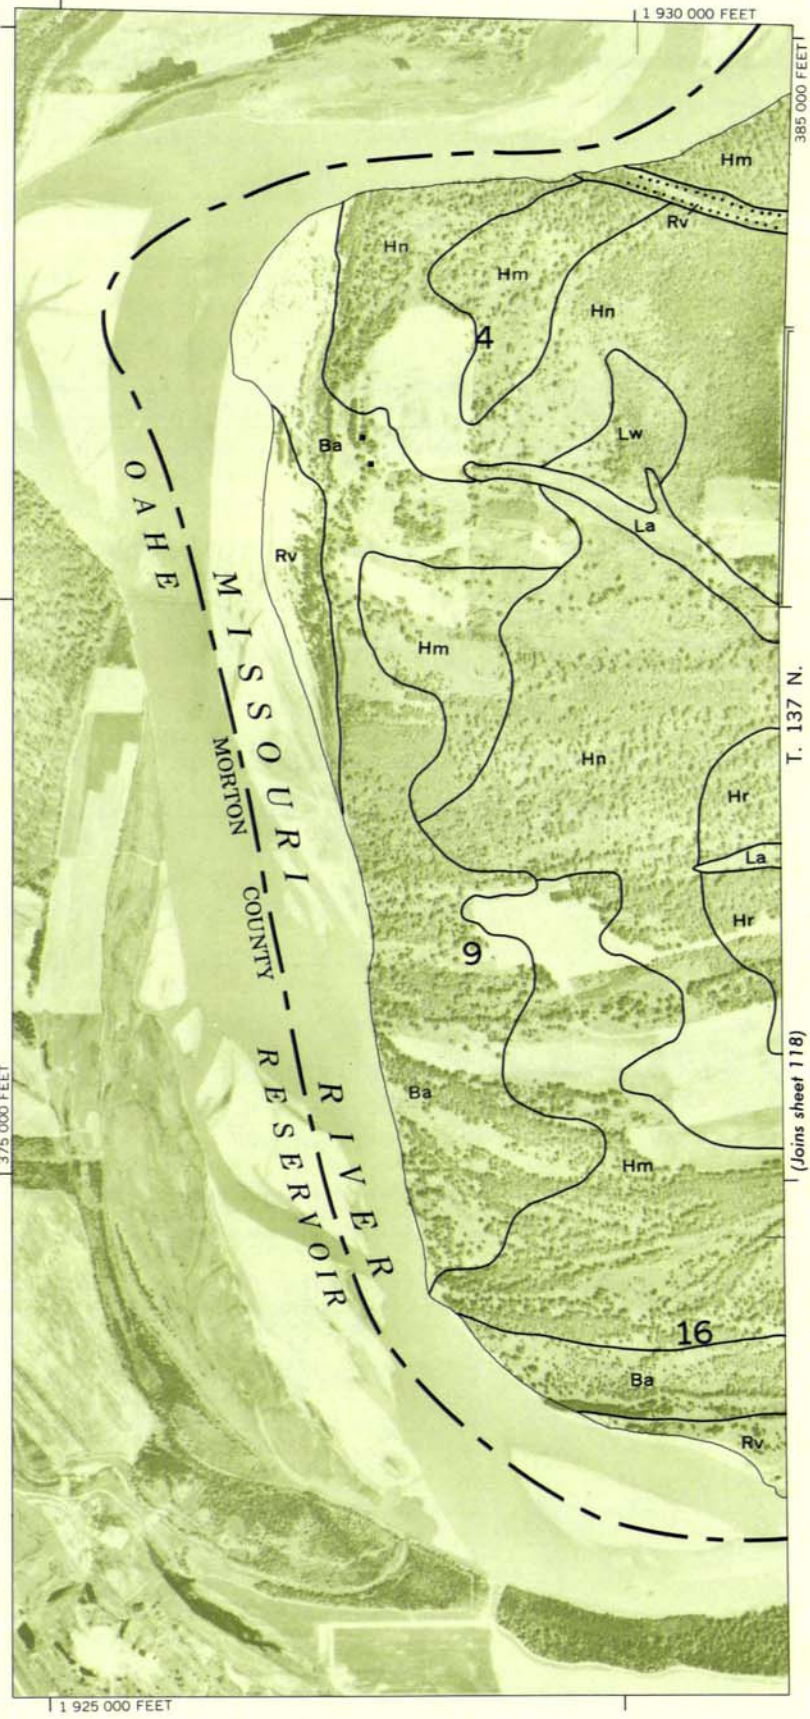 1 930 000 FEET
385 000 FEET
Hm
Rv
Hn
Hm
Hn
4
Lw
Ba
La
OAHE
Rv
MISSOURI
Hm
T. 137 N.
MORTON
Hn
Hr
La
COUNTY
Hr
9
(Joins sheet 118)
375 000 FEET
RESERVOIR
RIVER
Ba
Hm
16
Ba
Rv
1 925 000 FEET